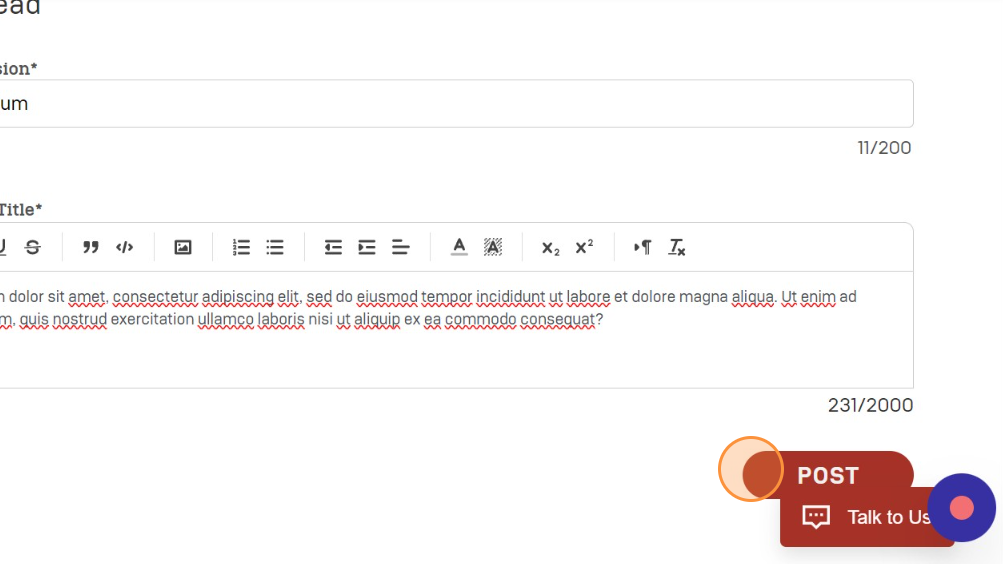 ead
sion*
um
11/200
Title*
n dolor sit amet, consectetur adipiscing elit, sed do eiusmod tempor incididunt ut labore et dolore magna aliqua. Ut enim ad
m, quis nostrud exercitation ullamco laboris nisi ut aliquip ex ea commodo consequat?
231/2000
POST
Talk to Us